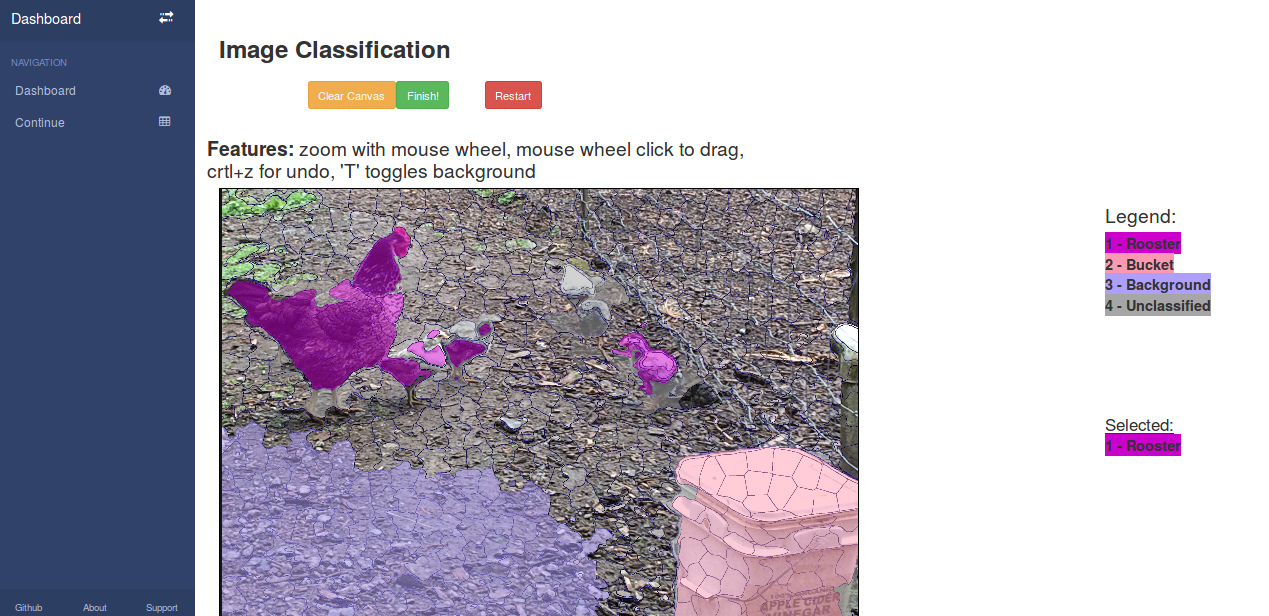 Dashboard
NAVIGATION
Dashboard
Continue
Github About Support
Image Classification
Clear Canvas Finish! Restart
Features: zoom with mouse wheel, mouse wheel click to drag,
crtl+z for undo, 'T' toggles background
APPLE CIDER
VINEGAR
Legend:
1 - Rooster
2 - Bucket
3 - Background
4 - Unclassified
Selected:
1 - Rooster